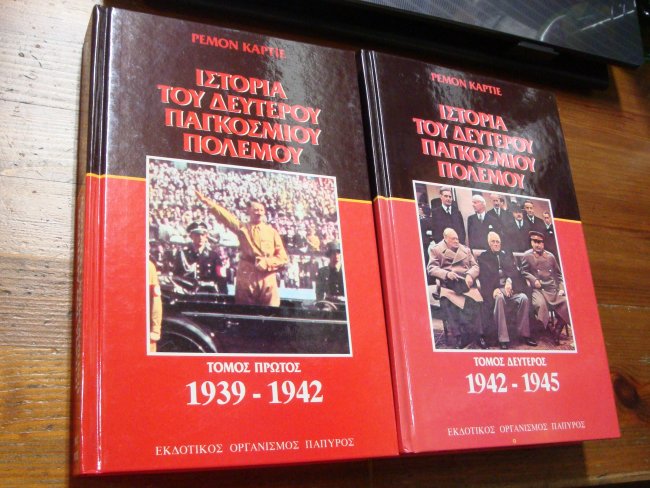 ΡΕΜΟΝ ΚΑΡΤΙΕ
ΙΣΤΟΡΙΑ
ΤΟΥ ΔΕΥΤΕΡΟΥ
ΠΑΓΚΟΣΜΙΟΥ
ΠΟΛΕΜΟΥ
ΤΟΜΟΣ ΠΡΩΤΟΣ
1939 - 1942
ΕΚΔΟΤΙΚΟΣ ΟΡΓΑΝΙΣΜΟΣ ΠΑΠΥΡΟΣ
ΡΕΜΟΝ ΚΑΡΤΙΕ
ΙΣΤΟΡΙΑ
ΤΟΥ ΔΕΥΤΕΡΟΥ
ΠΑΓΚΟΣΜΙΟΥ
ΠΟΛΕΜΟΥ
ΤΟΜΟΣ ΔΕΥΤΕΡΟΣ
1942 - 1945
ΕΚΔΟΤΙΚΟΣ ΟΡΓΑΝΙΣΜΟΣ ΠΑΠΥΡΟΣ